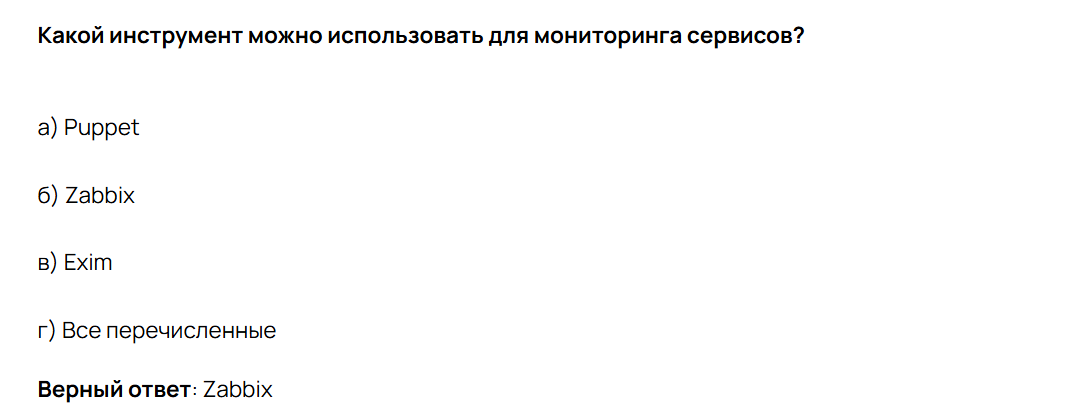 Какой инструмент можно использовать для мониторинга сервисов?
а) Puppet
б) Zabbix
в) Exim
г) Все перечисленные
Верный ответ: Zabbix